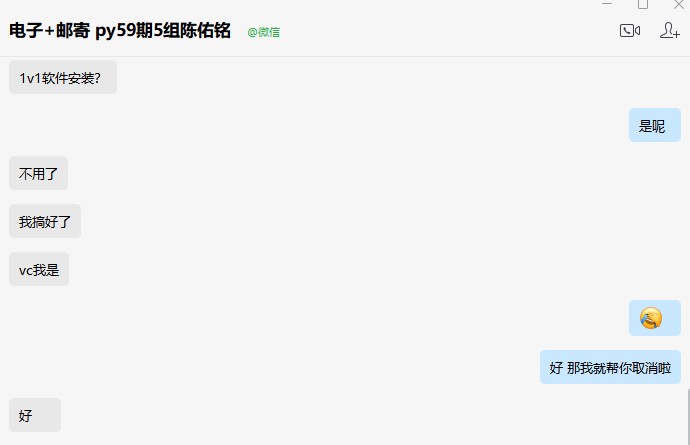 电子+邮寄 py59期5组陈佑铭 @微信
1v1软件安装?
是呢
不用了
我搞好了
vc我是
好 那我就帮你取消啦
好